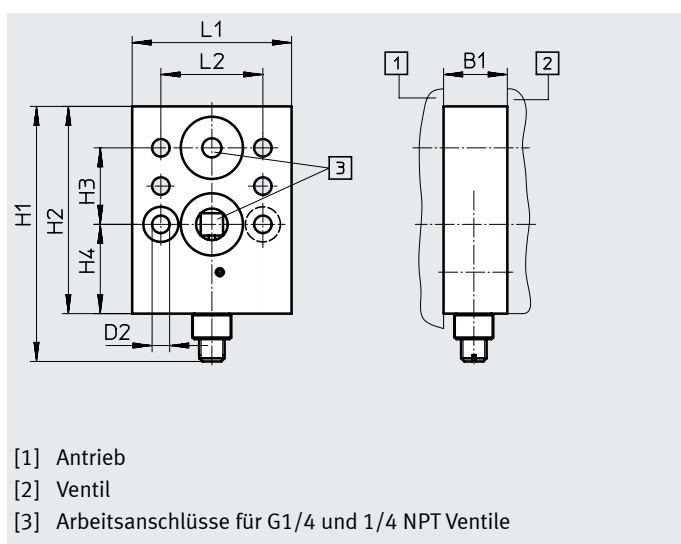 L1
L2
B1
1
2
3
H1
H2
H3
H4
D2
[1] Antrieb
[2] Ventil
[3] Arbeitsanschlüsse für G1/4 und 1/4 NPT Ventile